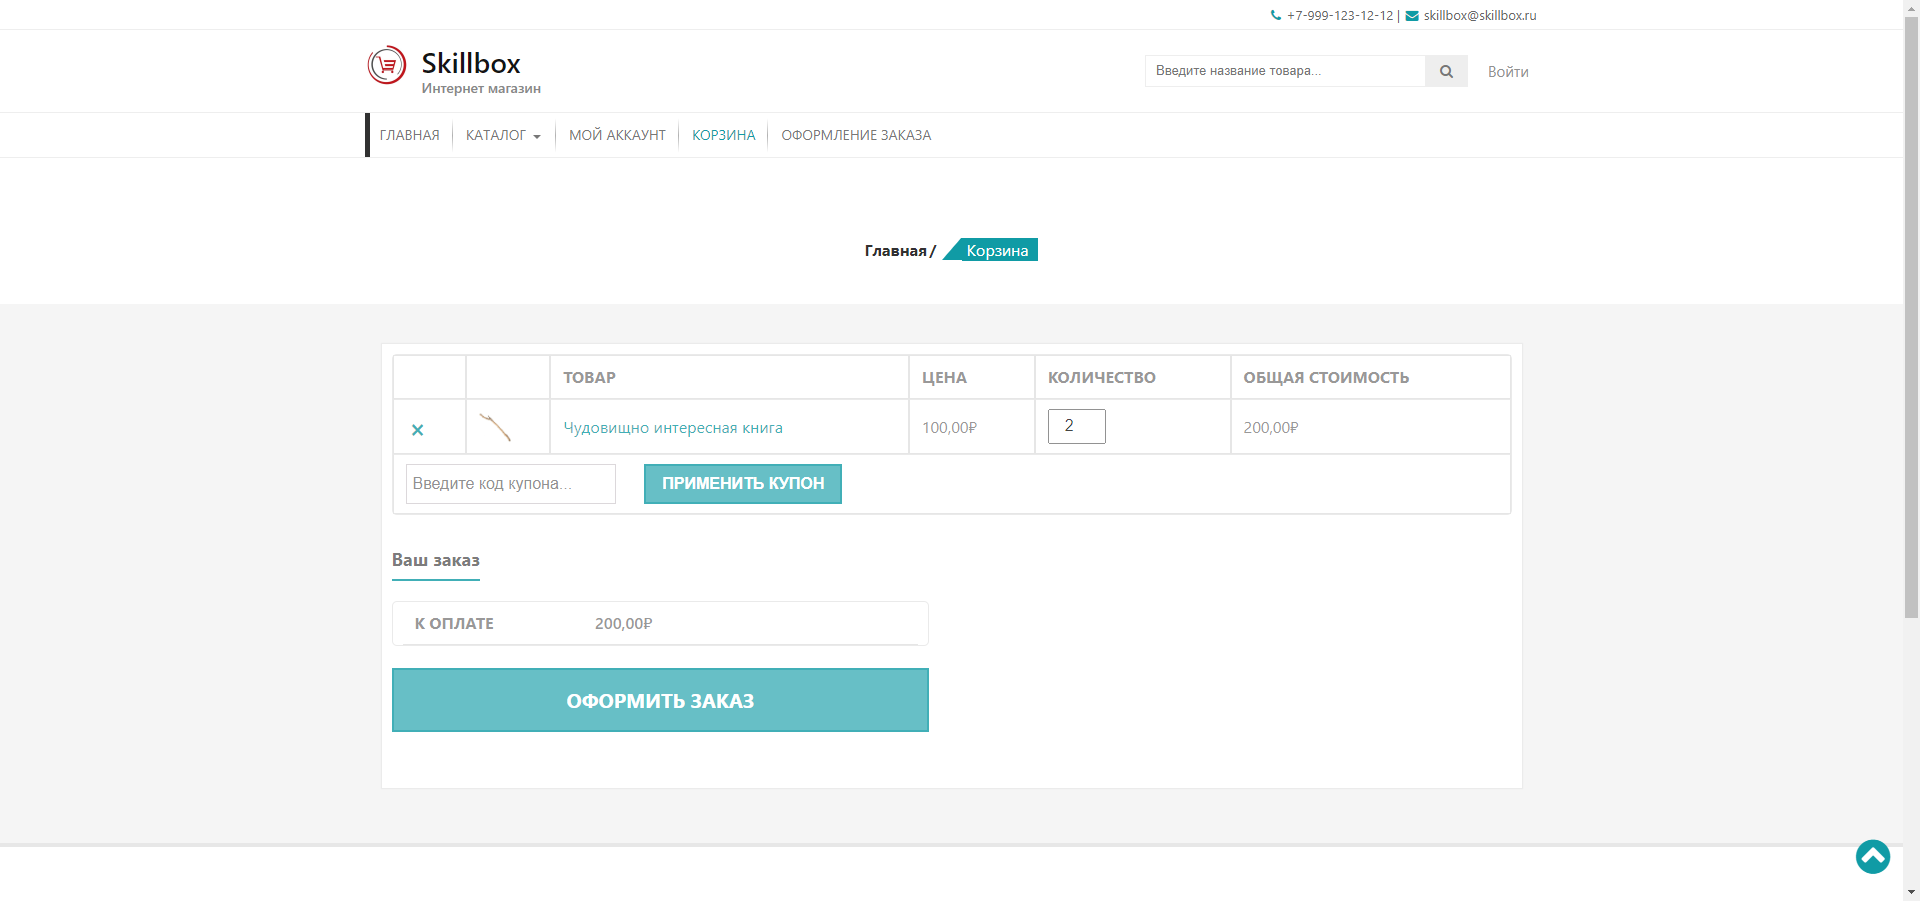 +7-999-123-12-12 | skillbox@skillbox.ru
Skillbox
Интернет магазин
Введите название товара...
Войти
ГЛАВНАЯ КАТАЛОГ МОЙ АККАУНТ КОРЗИНА ОФОРМЛЕНИЕ ЗАКАЗА
Главная / Корзина
ТОВАР ЦЕНА КОЛИЧЕСТВО ОБЩАЯ СТОИМОСТЬ
× Чудовищно интересная книга 100,00₽ 2 200,00₽
Введите код купона... ПРИМЕНИТЬ КУПОН
Ваш заказ
К ОПЛАТЕ 200,00₽
ОФОРМИТЬ ЗАКАЗ